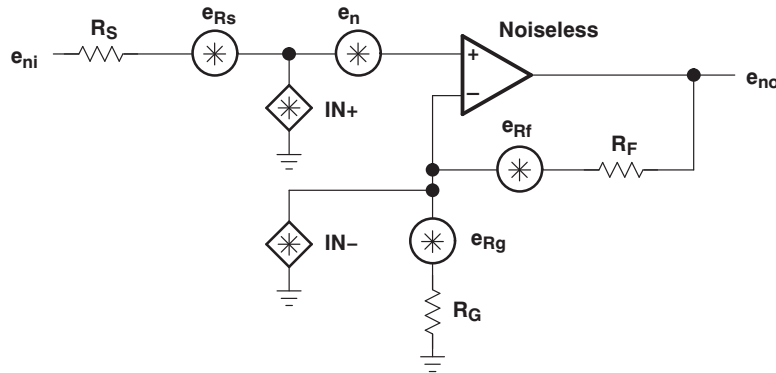 e_Rs
e_n
Noiseless
R_S
e_ni
+
−
e_no
IN+
e_Rf
R_F
IN−
e_Rg
R_G